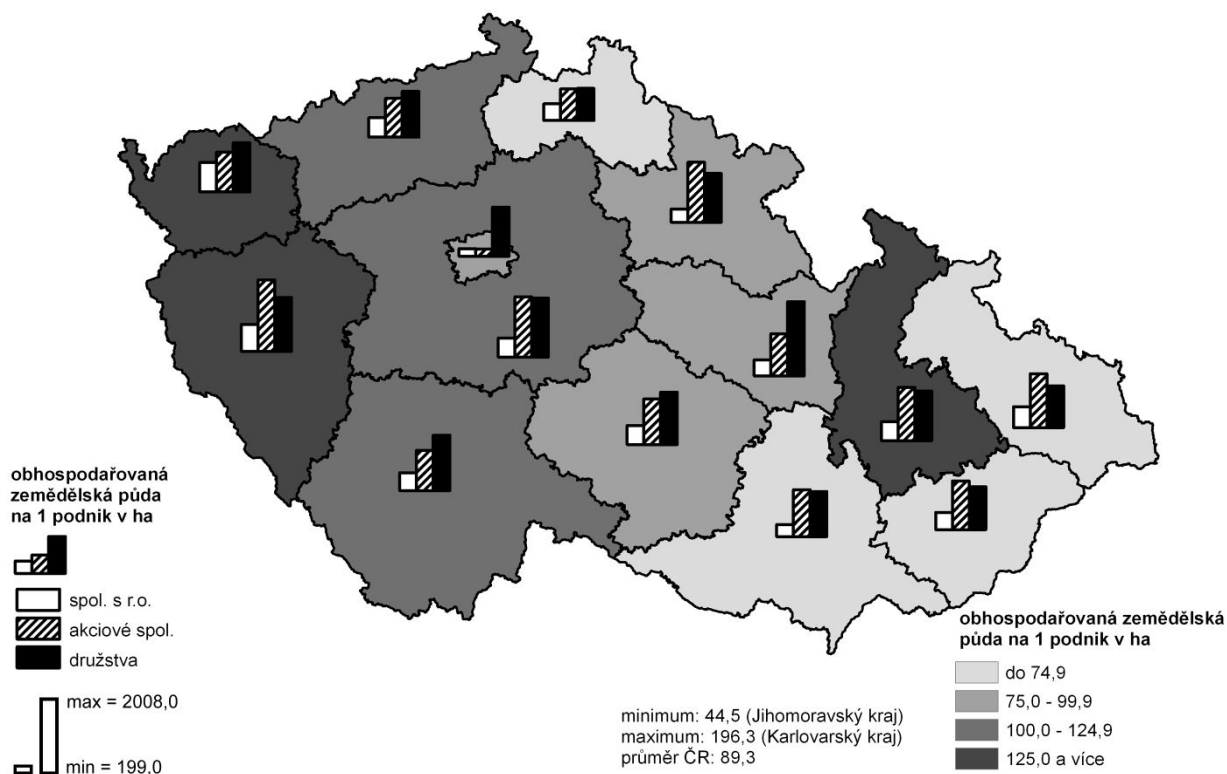 obhospodařovaná
zemědělská půda
na 1 podnik v ha
spol. s r.o.
akciové spol.
družstva
max = 2008,0
min = 199,0
minimum: 44,5 (Jihomoravský kraj)
maximum: 196,3 (Karlovarský kraj)
průměr ČR: 89,3
obhospodařovaná zemědělská
půda na 1 podnik v ha
do 74,9
75,0 - 99,9
100,0 - 124,9
125,0 a více